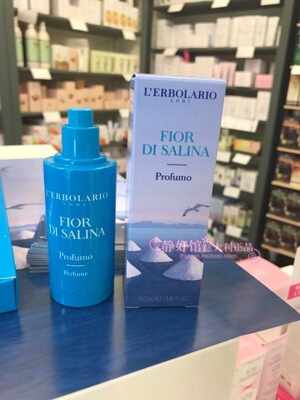 L'ERBOLARIO
LODI
FIOR
DI SALINA
Profumo
Perfume
L'ERBOLARIO
LODI
FIOR
DI SALINA
Profumo